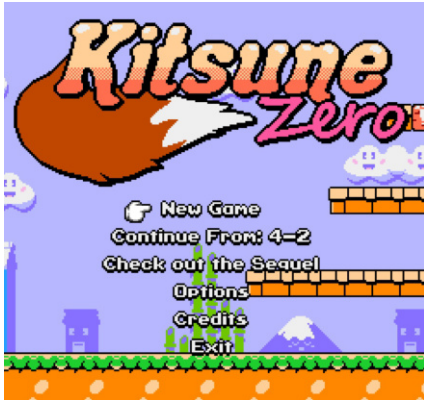 Kitsune
Zero
New Game
Continue From: 4-2
Check out the Sequel
Options
Credits
Exit